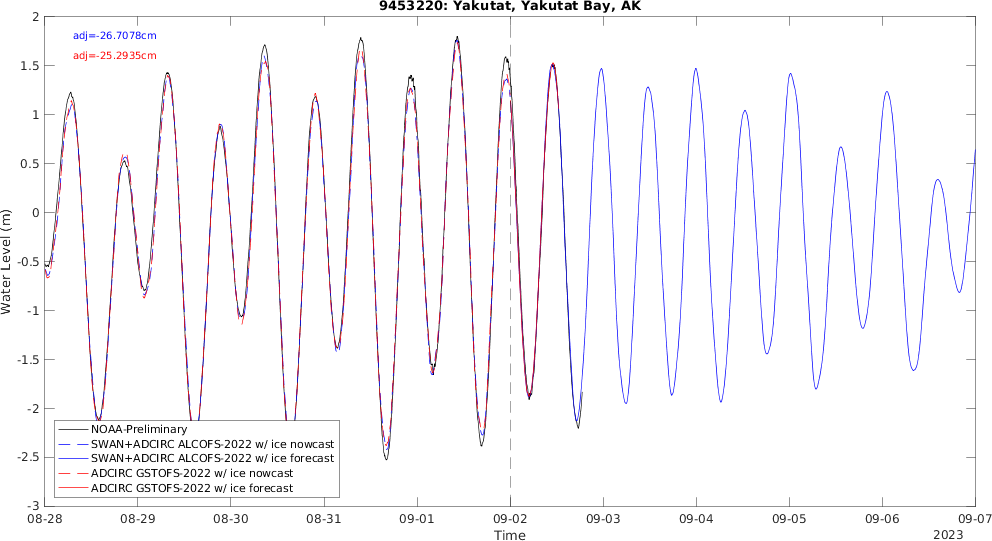 9453220: Yakutat, Yakutat Bay, AK
adj=-26.7078cm
adj=-25.2935cm
2
1.5
1
0.5
0
-0.5
-1
-1.5
-2
-2.5
-3
Water Level (m)
NOAA-Preliminary
SWAN+ADCIRC ALCOFS-2022 w/ ice nowcast
SWAN+ADCIRC ALCOFS-2022 w/ ice forecast
ADCIRC GSTOFS-2022 w/ ice nowcast
ADCIRC GSTOFS-2022 w/ ice forecast
08-28 08-29 08-30 08-31 09-01 09-02 09-03 09-04 09-05 09-06 09-07
Time
2023